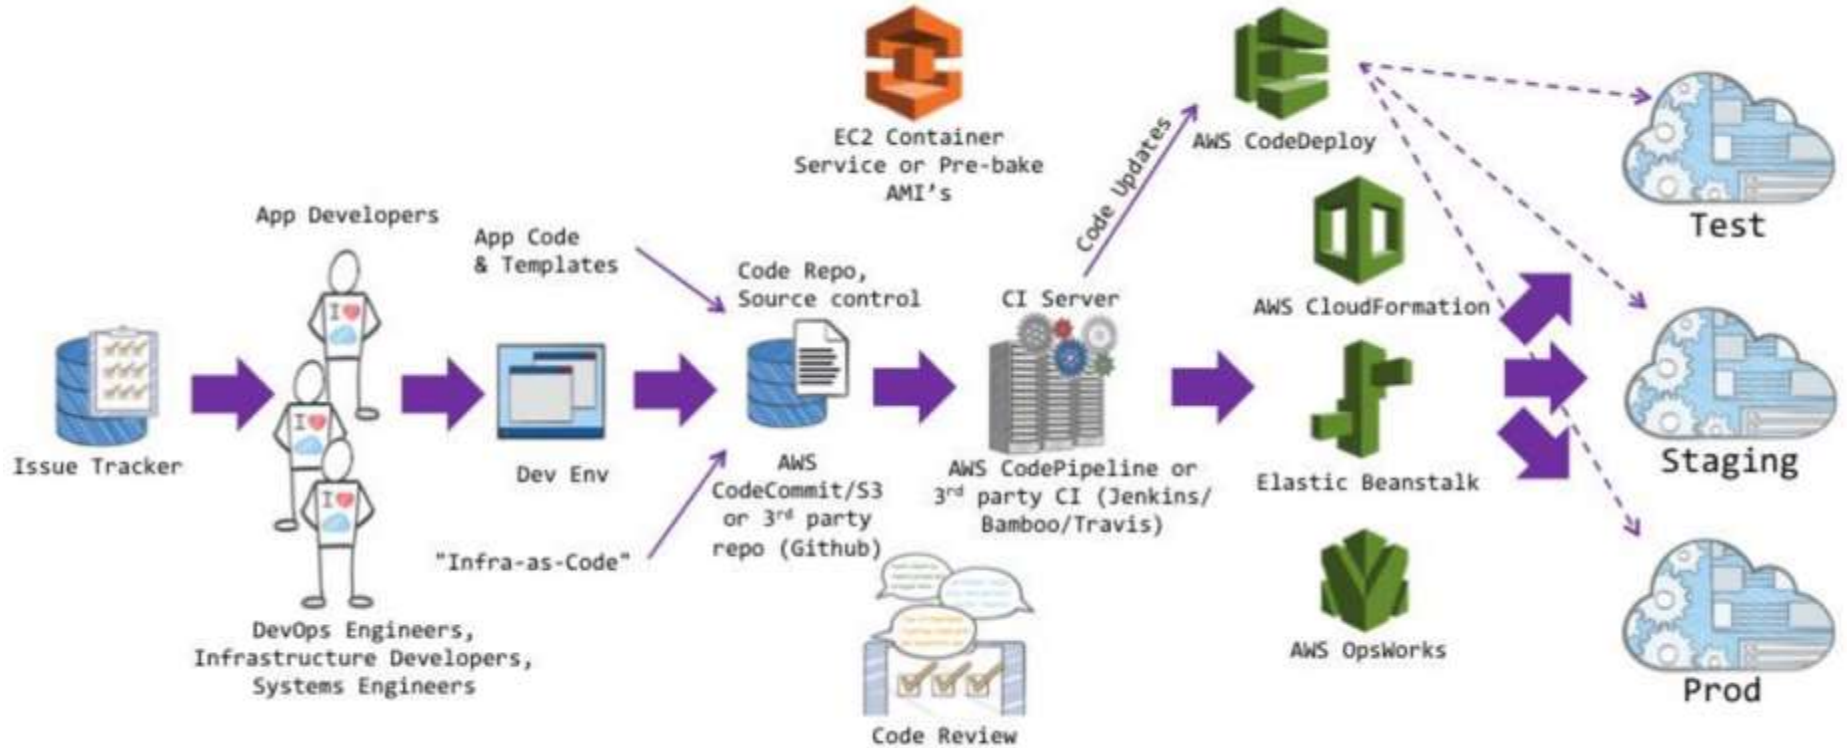 EC2 Container
Service or Pre-bake
AMI's
AWS CodeDeploy
Code Updates
Test
App Developers
App Code
& Templates
Code Repo,
Source control
CI Server
AWS CloudFormation
I
I
I
Issue Tracker
Dev Env
AWS
CodeCommit/S3
or 3rd party
repo (Github)
AWS CodePipeline or
3rd party CI (Jenkins/
Bamboo/Travis)
Elastic Beanstalk
Staging
"Infra-as-Code"
DevOps Engineers,
Infrastructure Developers,
Systems Engineers
Code Review
AWS OpsWorks
Prod